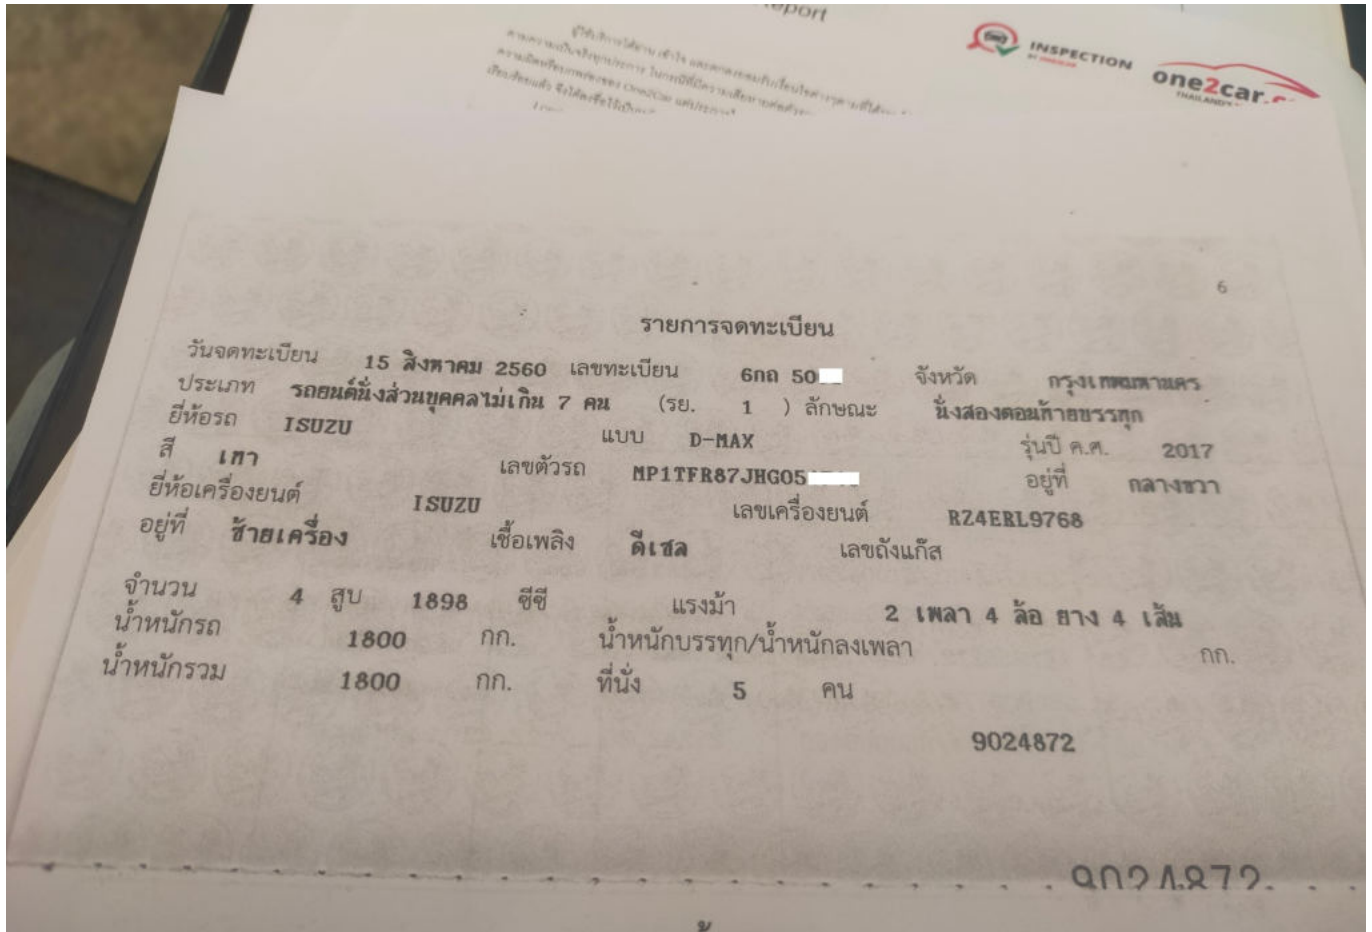 port
INSPECTION
one2car.
รายการจดทะเบียน
6
วันจดทะเบียน 15 สิงหาคม 2560 เลขทะเบียน 6กถ 50 จังหวัด กรุงเทพมหานคร
ประเภท รถยนต์นั่งส่วนบุคคลไม่เกิน 7 คน (รย. 1 ) ลักษณะ นั่งสองตอนท้ายบรรทุก
ยี่ห้อรถ ISUZU แบบ D-MAX รุ่นปี ค.ศ. 2017
สี เทา เลขตัวรถ MP1TFR87JHG05 อยู่ที่ กลางขวา
ยี่ห้อเครื่องยนต์ ISUZU เลขเครื่องยนต์ RZ4ERL9768
อยู่ที่ ซ้ายเครื่อง เชื้อเพลิง ดีเซล เลขถังแก๊ส
จำนวน 4 สูบ 1898 ซีซี แรงม้า 2 เพลา 4 ล้อ ยาง 4 เส้น
น้ำหนักรถ 1800 กก. น้ำหนักบรรทุก/น้ำหนักลงเพลา กก.
น้ำหนักรวม 1800 กก. ที่นั่ง 5 คน
9024872
9024872